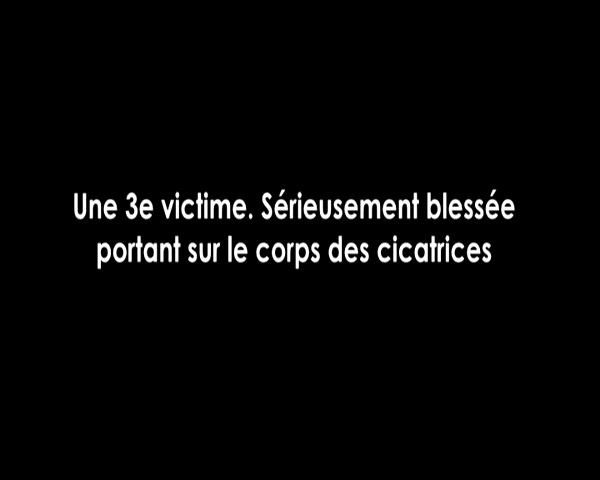 Une 3e victime. Sérieusement blessée
portant sur le corps des cicatrices